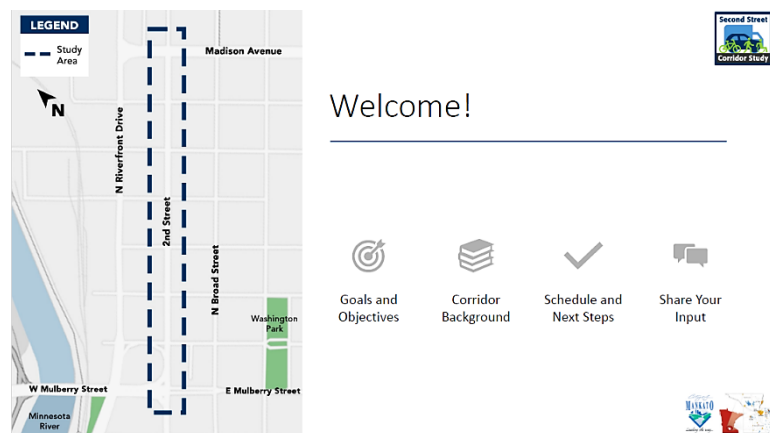 LEGEND
Study
Area
N
Madison Avenue
N Riverfront Drive
2nd Street
N Broad Street
Washington
Park
W Mulberry Street
E Mulberry Street
Minnesota
River
Second Street
Corridor Study
Welcome!
Goals and
Objectives
Corridor
Background
Schedule and
Next Steps
Share Your
Input
MANKATO